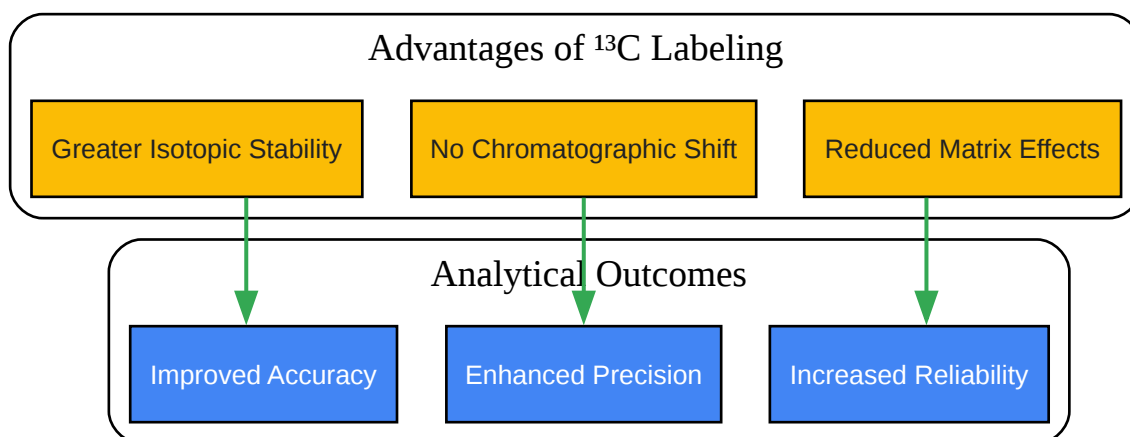 Advantages of ¹³C Labeling
Greater Isotopic Stability
No Chromatographic Shift
Reduced Matrix Effects
Analytical Outcomes
Improved Accuracy
Enhanced Precision
Increased Reliability